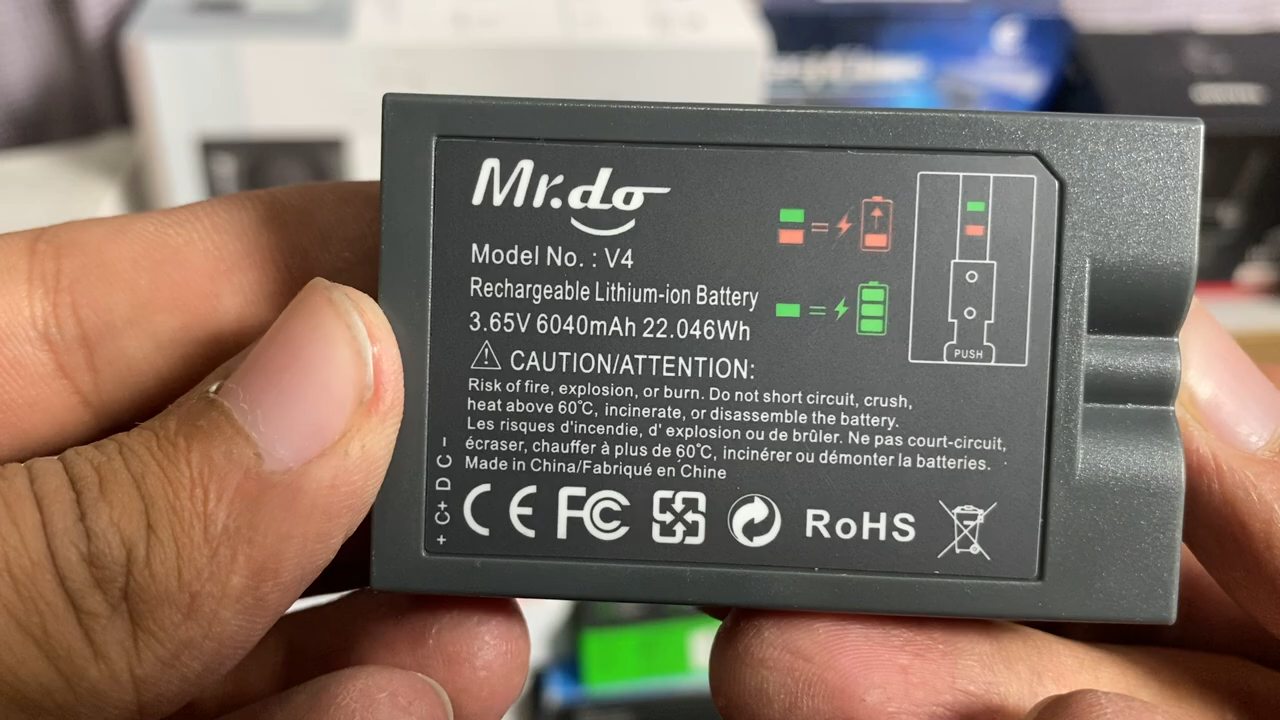 Mr.do
Model No. : V4
Rechargeable Lithium-ion Battery
3.65V 6040mAh 22.046Wh
CAUTION/ATTENTION:
Risk of fire, explosion, or burn. Do not short circuit, crush,
heat above 60°C, incinerate, or disassemble the battery.
Les risques d'incendie, d' explosion ou de brûler. Ne pas court-circuit,
écraser, chauffer à plus de 60°C, incinérer ou démonter la batteries.
Made in China/Fabriqué en Chine
CE FC RoHS
+ C+ D C -
PUSH